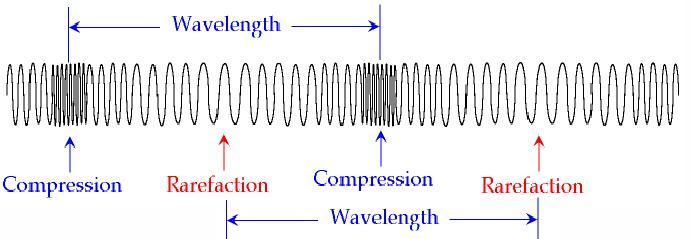 Wavelength
Compression
Rarefaction
Compression
Rarefaction
Wavelength